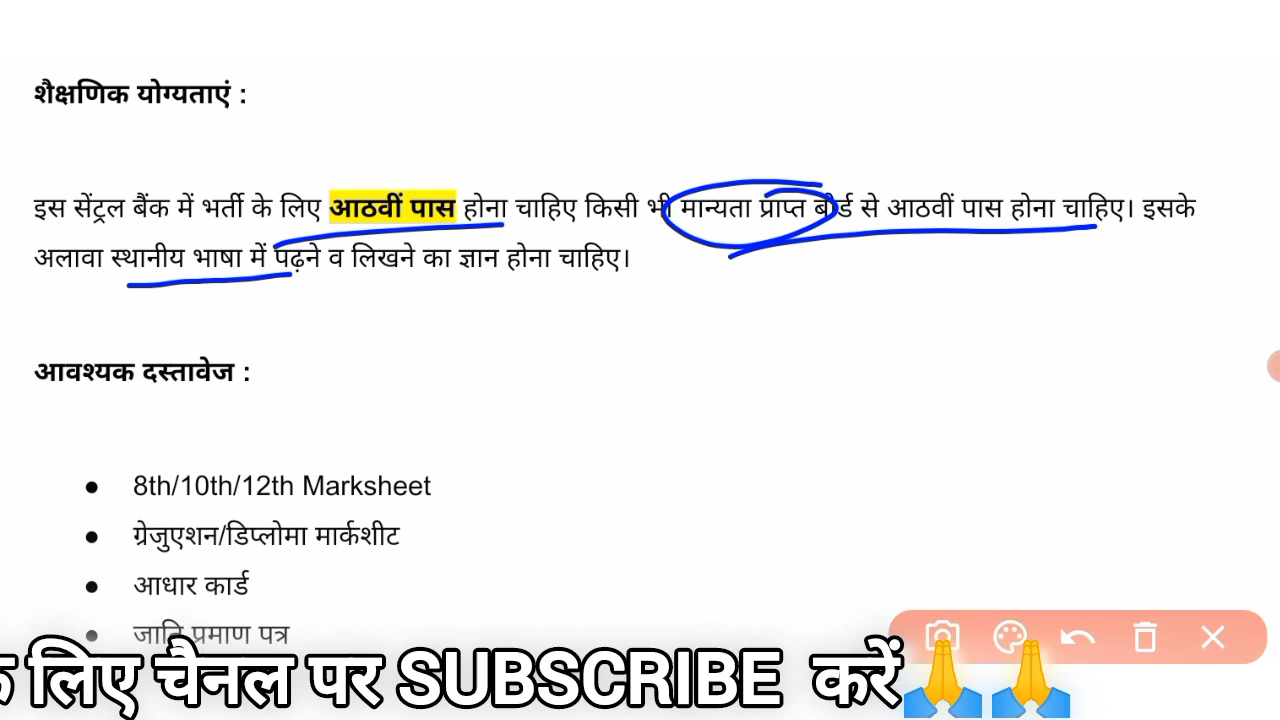 शैक्षणिक योग्यताएं :
इस सेंट्रल बैंक में भर्ती के लिए आठवीं पास होना चाहिए किसी भी मान्यता प्राप्त बोर्ड से आठवीं पास होना चाहिए। इसके
अलावा स्थानीय भाषा में पढ़ने व लिखने का ज्ञान होना चाहिए।
आवश्यक दस्तावेज :
● 8th/10th/12th Marksheet
● ग्रेजुएशन/डिप्लोमा मार्कशीट
● आधार कार्ड
● जाति प्रमाण पत्र
लिए चैनल पर SUBSCRIBE करें🙏🙏